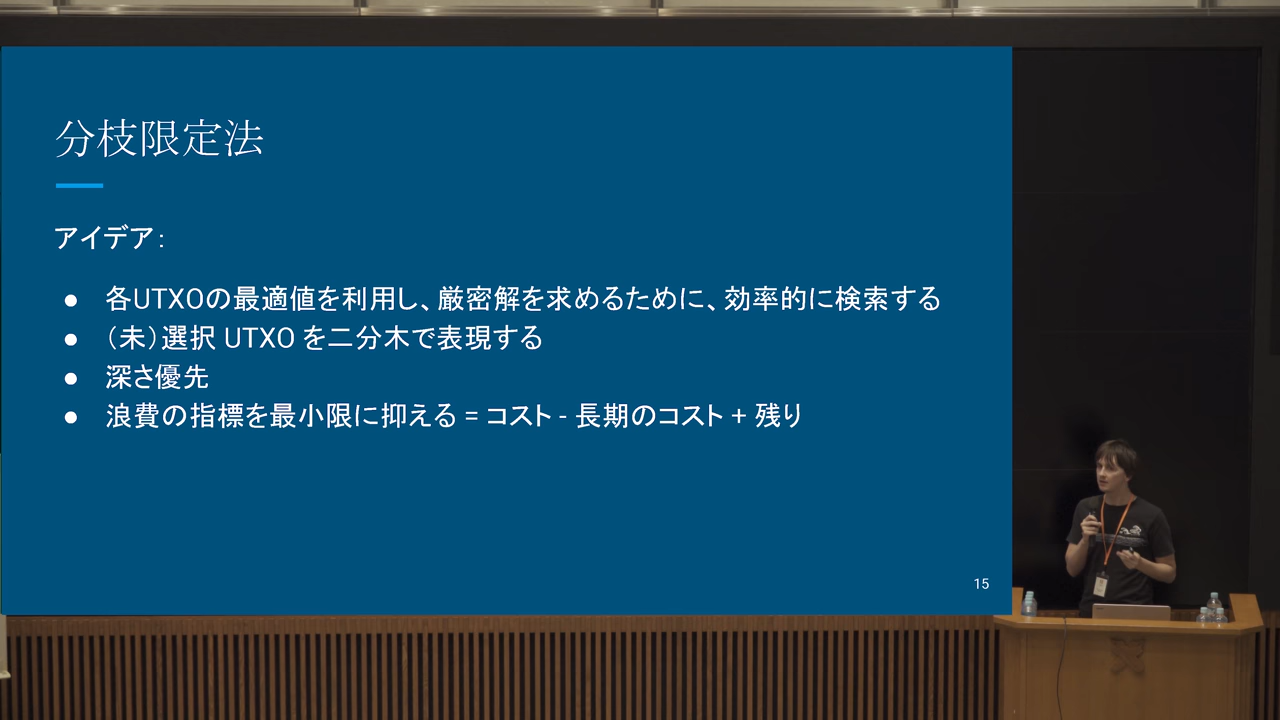 分枝限定法
アイデア:
● 各UTXOの最適値を利用し、厳密解を求めるために、効率的に検索する
● （未）選択 UTXO を二分木で表現する
● 深さ優先
● 浪費の指標を最小限に抑える = コスト - 長期のコスト + 残り
15